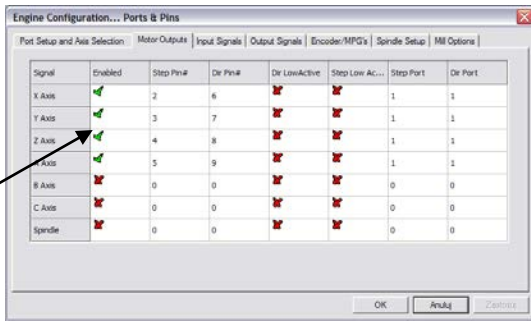 Engine Configuration... Ports & Pins
Port Setup and Axis Selection Motor Outputs Input Signals Output Signals Encoder/MPG's Spindle Setup Mill Options
Signal Enabled Step Pin# Dir Pin# Dir LowActive Step Low Ac... Step Port Dir Port
X Axis 2 6 1 1
Y Axis 3 7 1 1
Z Axis 4 8 1 1
A Axis 5 9 1 1
B Axis 0 0 0 0
C Axis 0 0 0 0
Spindle 0 0 0 0
OK Anuluj Zastosuj